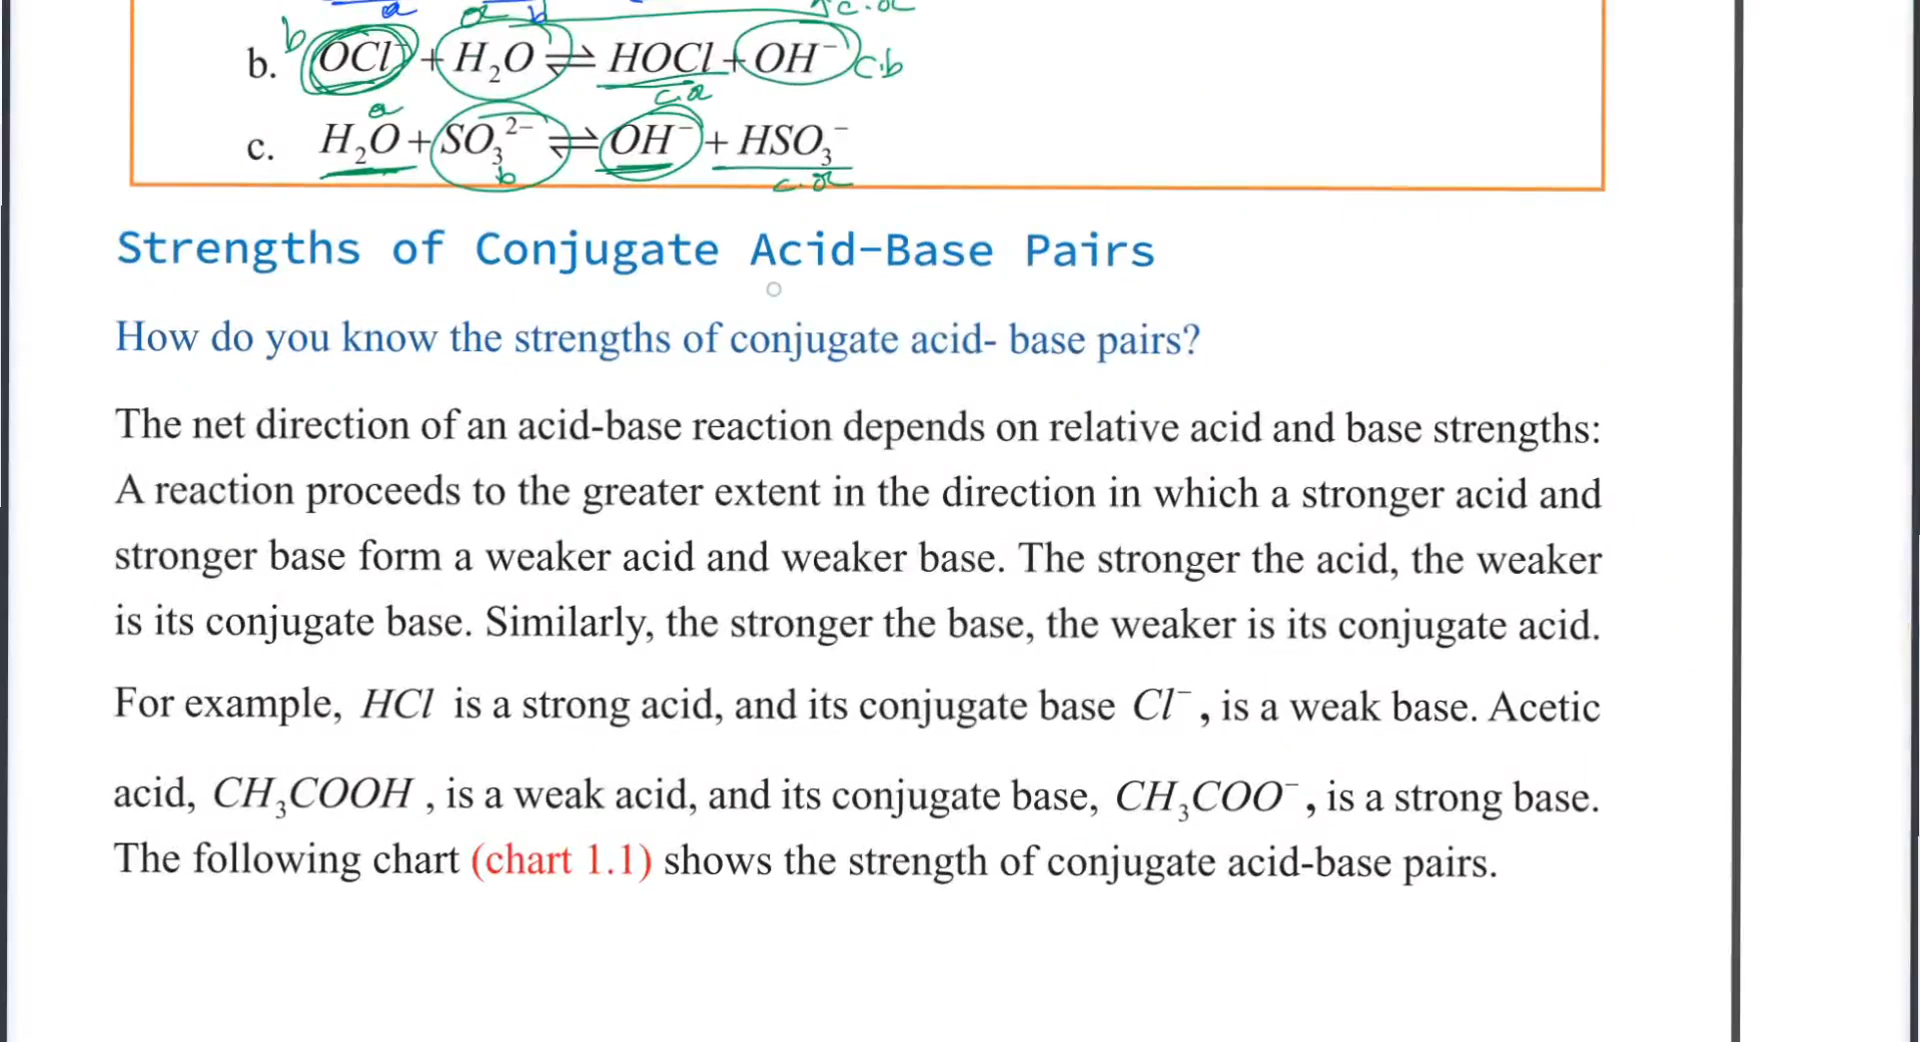 a a b c.a
b. b OCl⁻ + H₂O ⇌ HOCl + OH⁻ c.b
a c.a
c. H₂O + SO₃²⁻ ⇌ OH⁻ + HSO₃⁻
b c.a
Strengths of Conjugate Acid-Base Pairs
How do you know the strengths of conjugate acid- base pairs?
The net direction of an acid-base reaction depends on relative acid and base strengths:
A reaction proceeds to the greater extent in the direction in which a stronger acid and
stronger base form a weaker acid and weaker base. The stronger the acid, the weaker
is its conjugate base. Similarly, the stronger the base, the weaker is its conjugate acid.
For example, HCl is a strong acid, and its conjugate base Cl⁻, is a weak base. Acetic
acid, CH₃COOH, is a weak acid, and its conjugate base, CH₃COO⁻, is a strong base.
The following chart (chart 1.1) shows the strength of conjugate acid-base pairs.